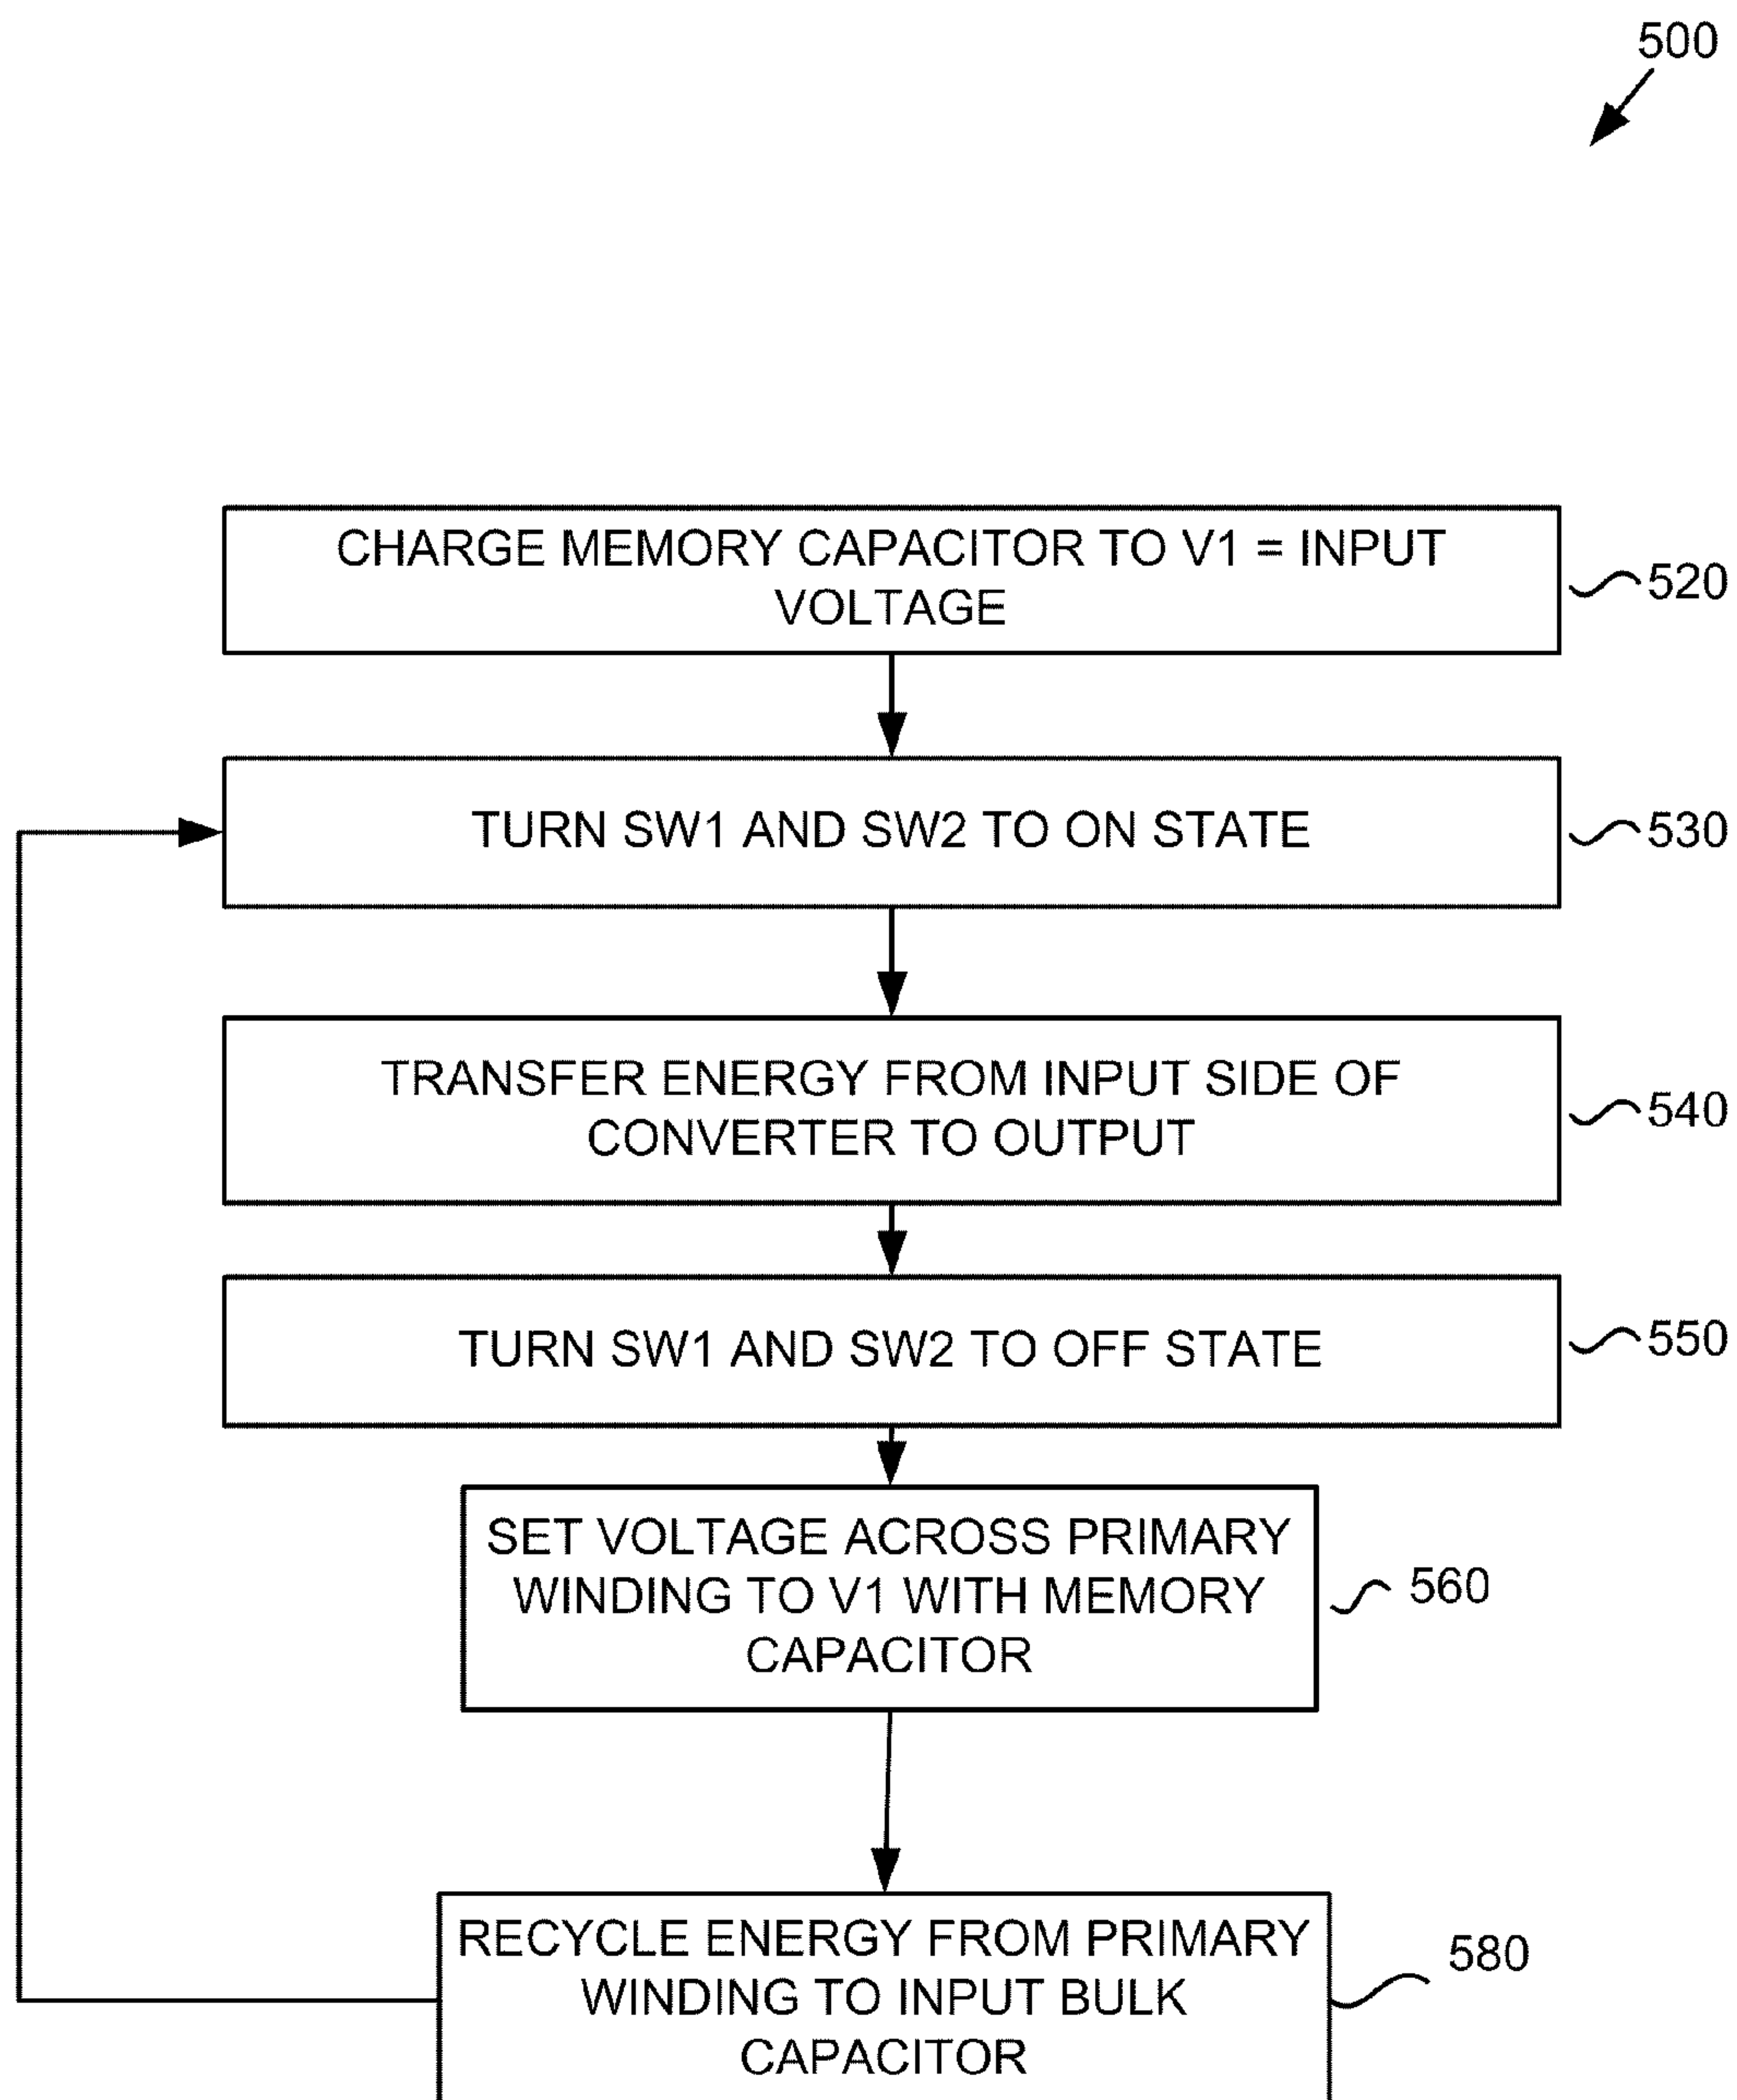 500
CHARGE MEMORY CAPACITOR TO V1 = INPUT
VOLTAGE
520
TURN SW1 AND SW2 TO ON STATE
530
TRANSFER ENERGY FROM INPUT SIDE OF
CONVERTER TO OUTPUT
540
TURN SW1 AND SW2 TO OFF STATE
550
SET VOLTAGE ACROSS PRIMARY
WINDING TO V1 WITH MEMORY
CAPACITOR
560
RECYCLE ENERGY FROM PRIMARY
WINDING TO INPUT BULK
CAPACITOR
580